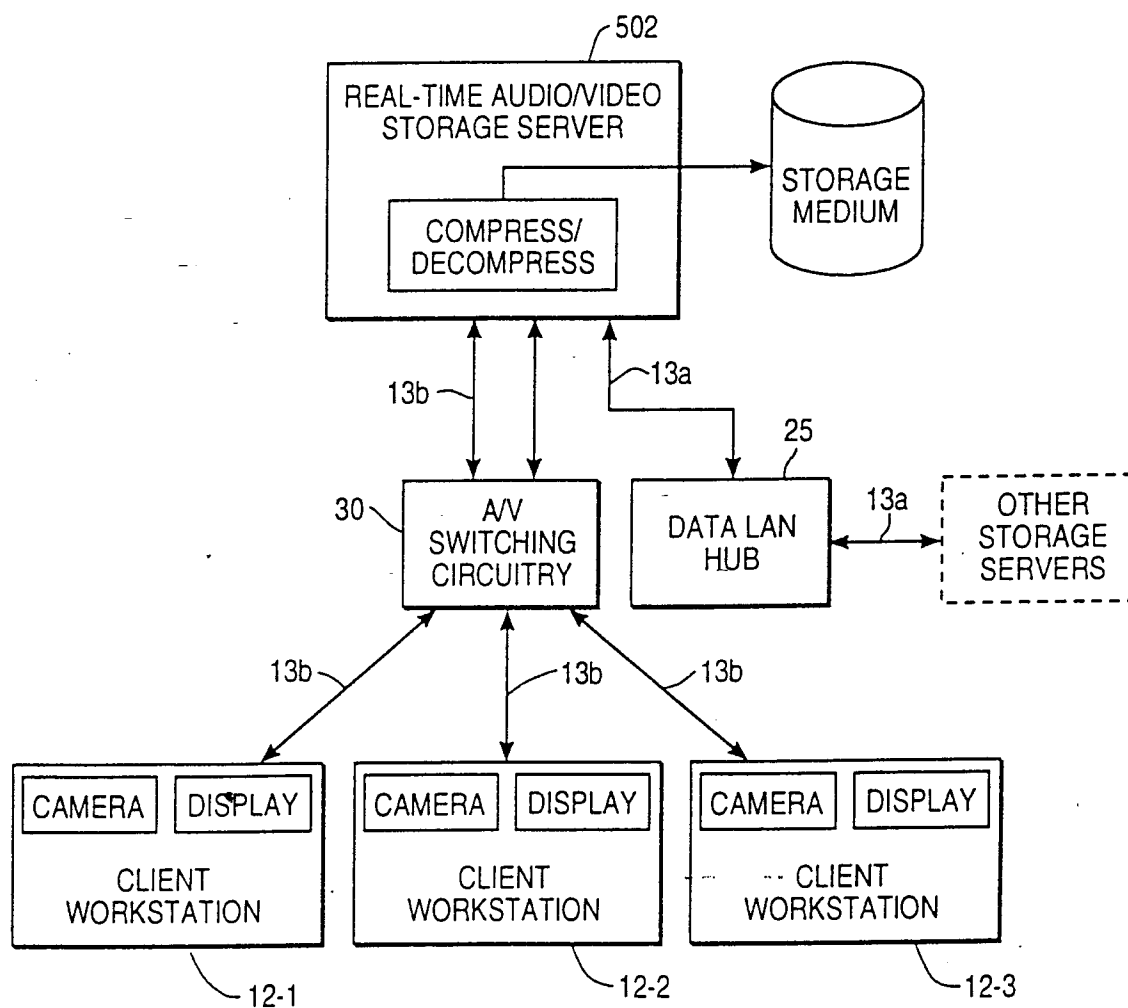 502
REAL-TIME AUDIO/VIDEO
STORAGE SERVER
COMPRESS/
DECOMPRESS
STORAGE
MEDIUM
13b
13a
30
A/V
SWITCHING
CIRCUITRY
25
DATA LAN
HUB
13a
OTHER
STORAGE
SERVERS
13b
13b
13b
CAMERA
DISPLAY
CLIENT
WORKSTATION
12-1
CAMERA
DISPLAY
CLIENT
WORKSTATION
12-2
CAMERA
DISPLAY
CLIENT
WORKSTATION
12-3